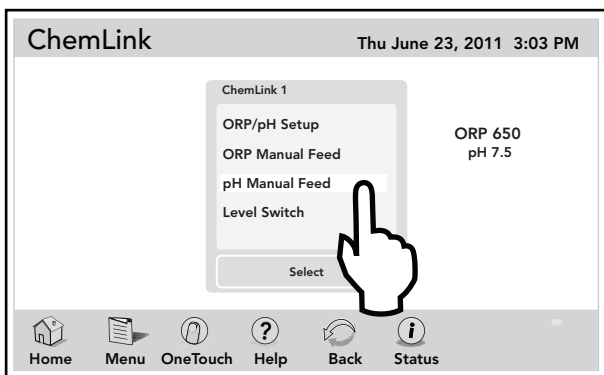 ChemLink
Thu June 23, 2011 3:03 PM
ChemLink 1
ORP/pH Setup
ORP Manual Feed
pH Manual Feed
Level Switch
Select
ORP 650
pH 7.5
Home Menu OneTouch Help Back Status